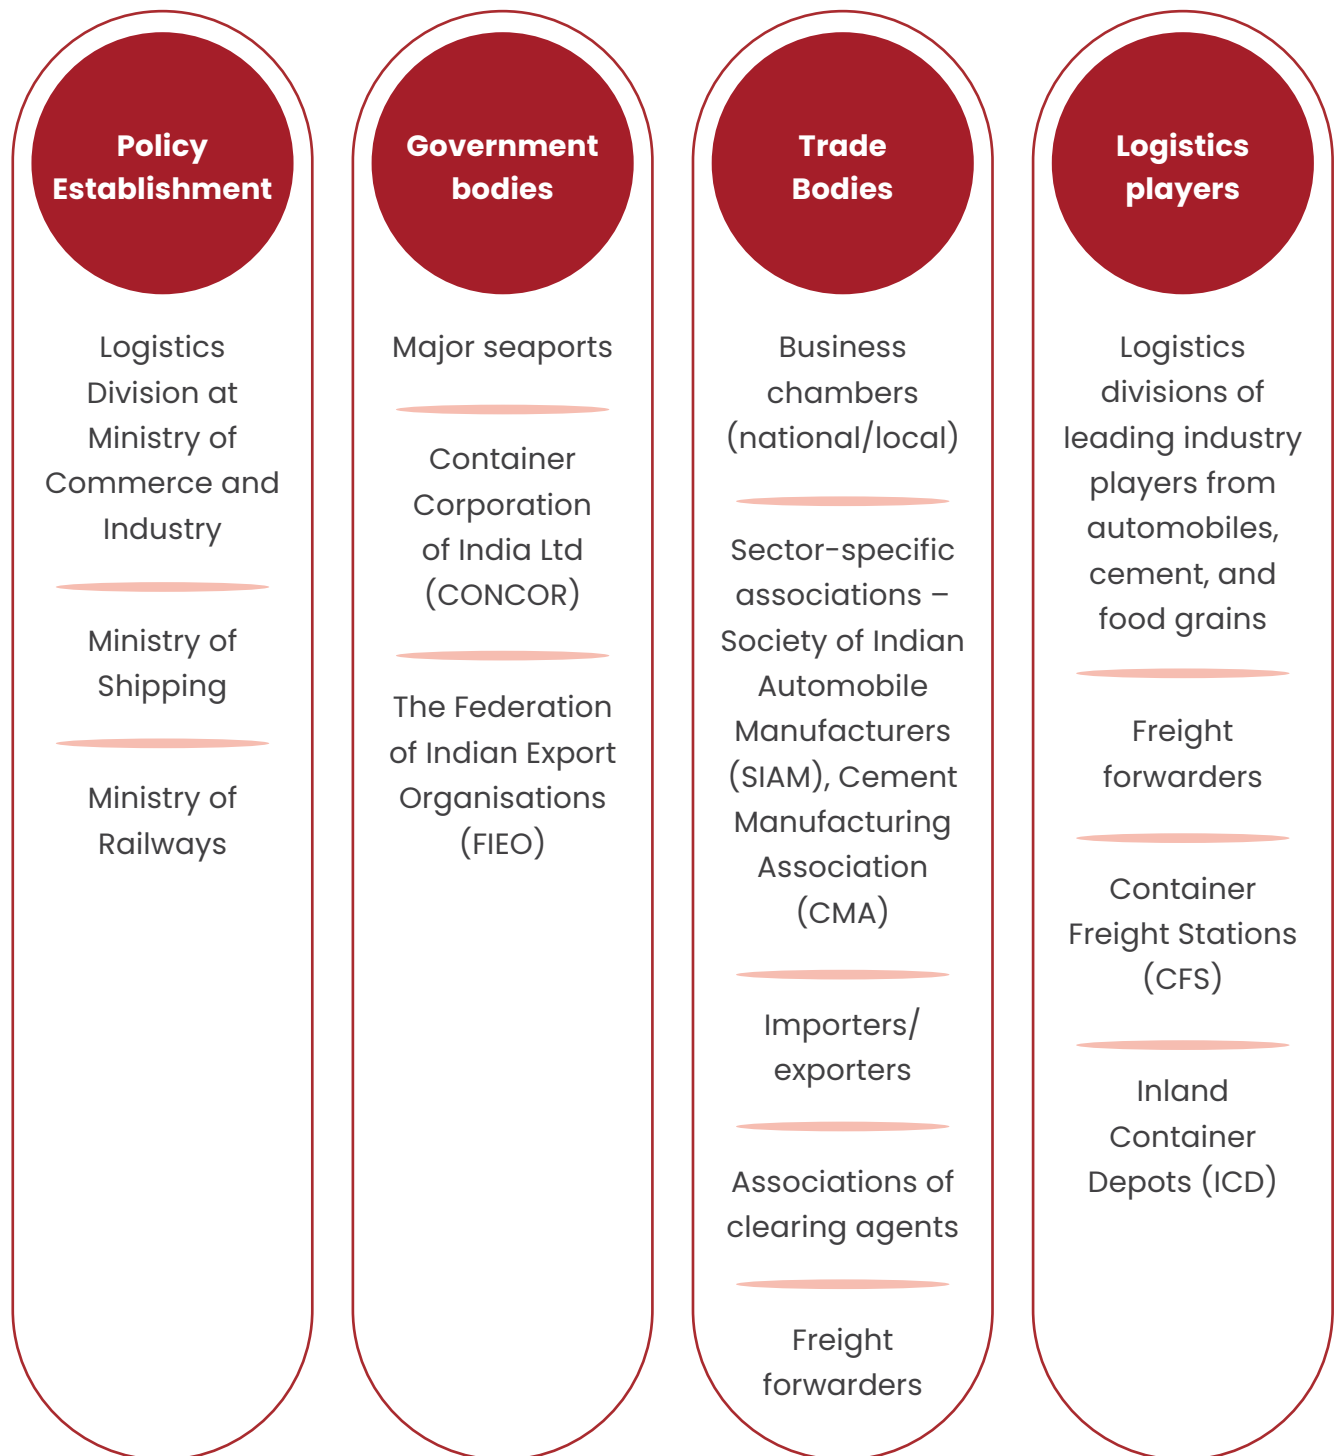 Policy
Establishment
Logistics
Division at
Ministry of
Commerce and
Industry
Ministry of
Shipping
Ministry of
Railways
Government
bodies
Major seaports
Container
Corporation
of India Ltd
(CONCOR)
The Federation
of Indian Export
Organisations
(FIEO)
Trade
Bodies
Business
chambers
(national/local)
Sector-specific
associations –
Society of Indian
Automobile
Manufacturers
(SIAM), Cement
Manufacturing
Association
(CMA)
Importers/
exporters
Associations of
clearing agents
Freight
forwarders
Logistics
players
Logistics
divisions of
leading industry
players from
automobiles,
cement, and
food grains
Freight
forwarders
Container
Freight Stations
(CFS)
Inland
Container
Depots (ICD)